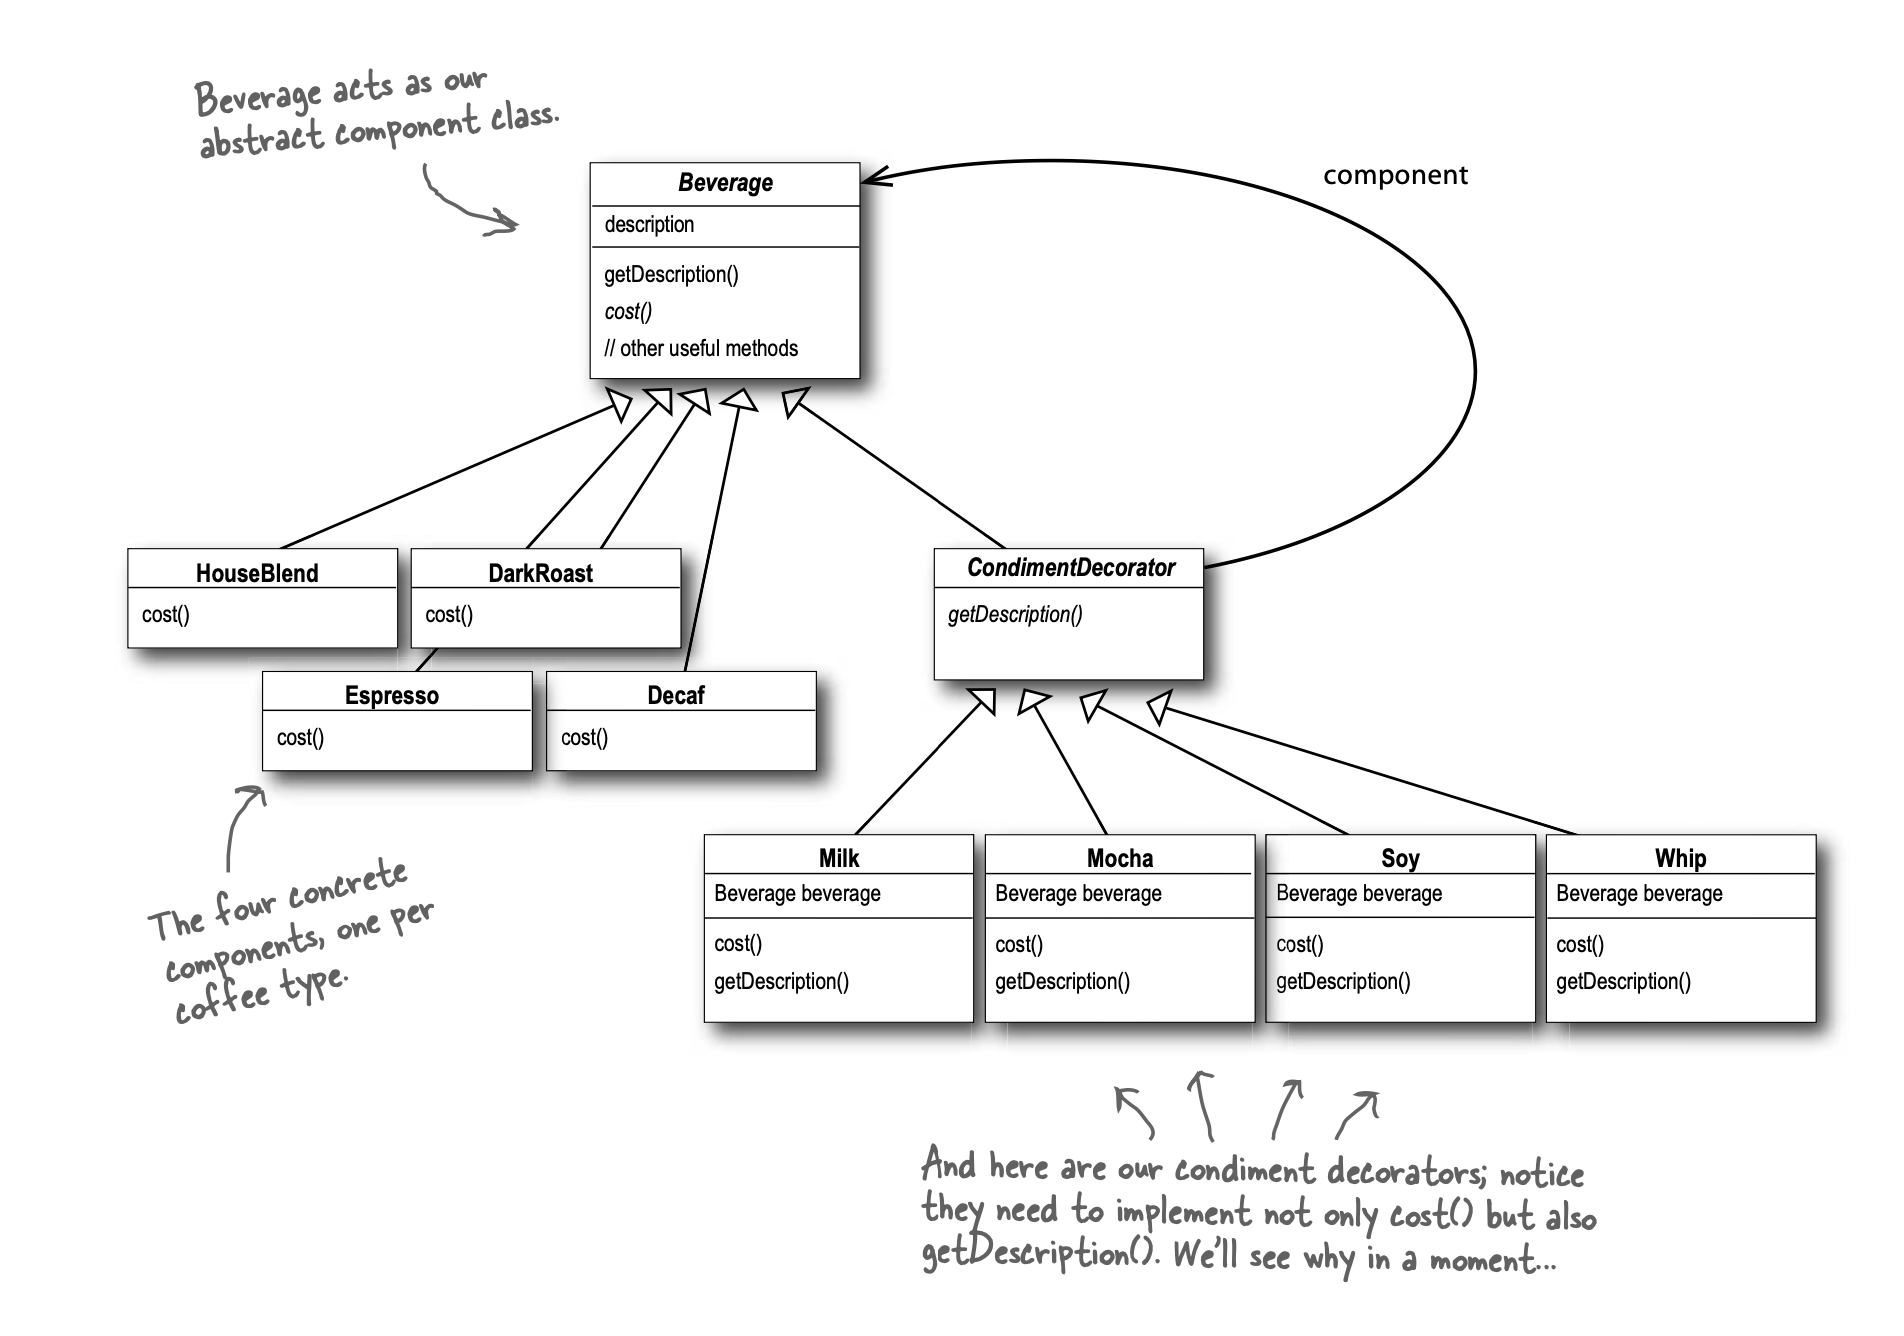 Beverage acts as our
abstract component class.
component
Beverage
description
getDescription()
cost()
// other useful methods
HouseBlend
cost()
DarkRoast
cost()
CondimentDecorator
getDescription()
Espresso
cost()
Decaf
cost()
The four concrete
components, one per
coffee type.
Milk
Beverage beverage
cost()
getDescription()
Mocha
Beverage beverage
cost()
getDescription()
Soy
Beverage beverage
cost()
getDescription()
Whip
Beverage beverage
cost()
getDescription()
And here are our condiment decorators; notice
they need to implement not only cost() but also
getDescription(). We'll see why in a moment...